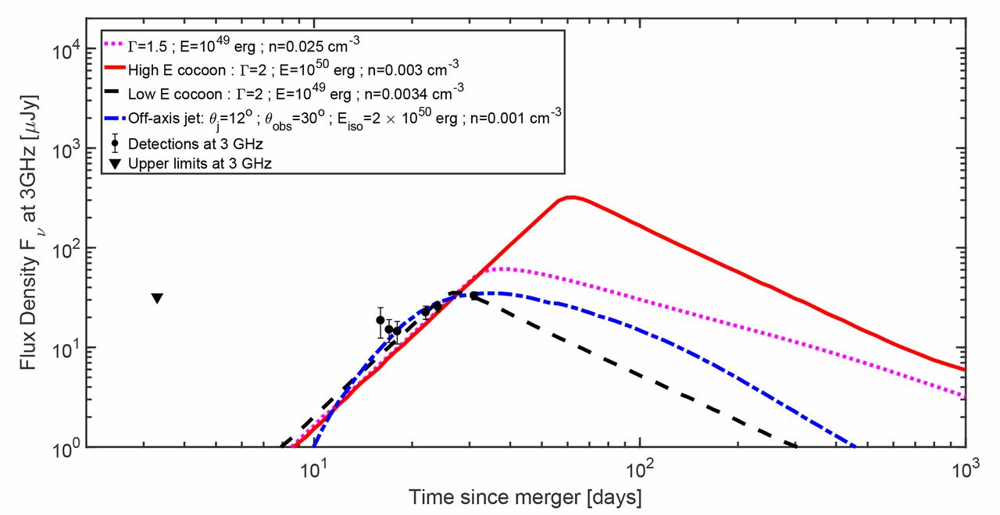 Γ=1.5 ; E=10^49 erg ; n=0.025 cm^-3
High E cocoon : Γ=2 ; E=10^50 erg ; n=0.003 cm^-3
Low E cocoon : Γ=2 ; E=10^49 erg ; n=0.0034 cm^-3
Off-axis jet: θ_j=12° ; θ_obs=30° ; E_iso=2 × 10^50 erg ; n=0.001 cm^-3
Detections at 3 GHz
Upper limits at 3 GHz
Flux Density F_ν at 3GHz [μJy]
10^4
10^3
10^2
10^1
10^0
10^1
10^2
10^3
Time since merger [days]